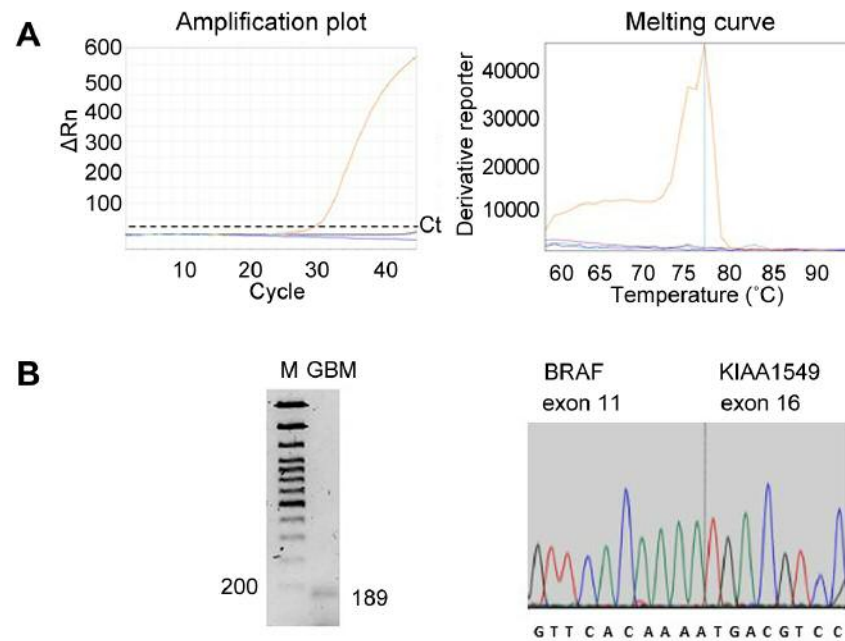 A
Amplification plot
600
500
400
300
200
100
ΔRn
Ct
10 20 30 40
Cycle
Melting curve
40000
30000
20000
10000
Derivative reporter
60 65 70 75 80 85 90
Temperature (˚C)
B
M GBM
200
189
BRAF
exon 11
KIAA1549
exon 16
G T T C A C A A A A T G A C G T C C